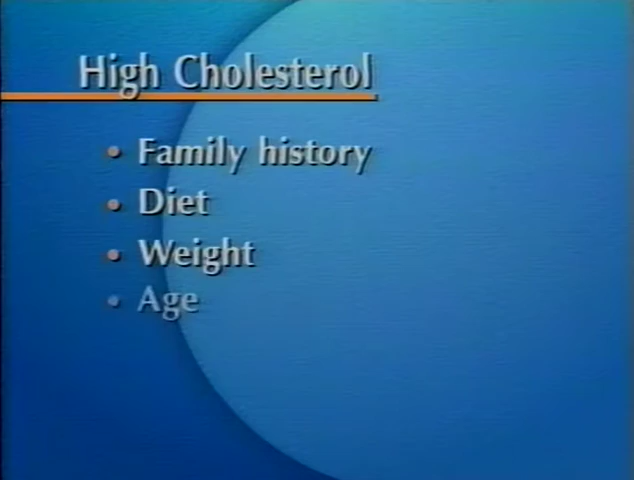 High Cholesterol
• Family history
• Diet
• Weight
• Age